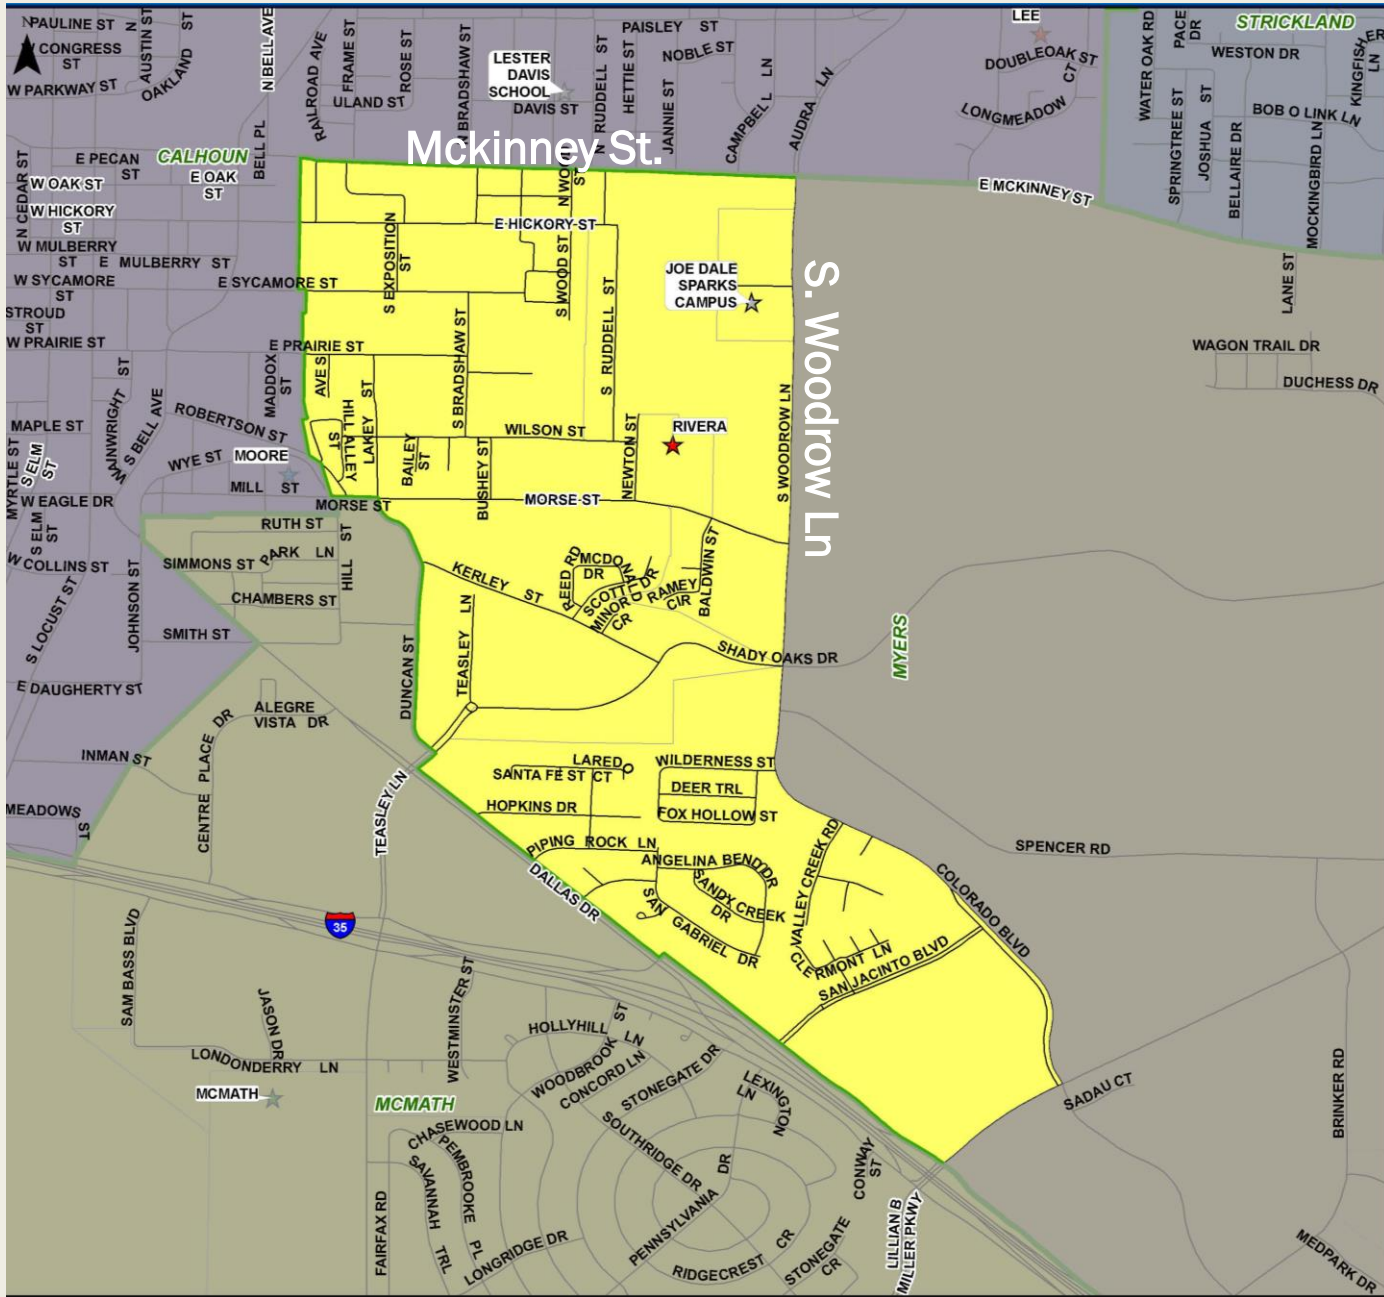 N
PAULINE ST
W CONGRESS
ST
W PARKWAY ST
N
AUSTIN ST
OAKLAND ST
N BELL AVE
RAILROAD AVE
FRAME ST
ROSE ST
ULAND ST
N BRADSHAW ST
LESTER
DAVIS
SCHOOL
DAVIS ST
N RUDDELL ST
HETTIE ST
PAISLEY ST
NOBLE ST
JANNIE ST
CAMPBELL LN
AUDRA LN
LEE
DOUBLEOAK ST
CT
LONGMEADOW
WATER OAK RD
PACE
DR
STRICKLAND
WESTON DR
SPRINGTREE ST
JOSHUA ST
BOB O LINK LN
BELLAIRE DR
MOCKINGBIRD LN
Mckinney St.
N CEDAR ST
E PECAN
ST
CALHOUN
BELL PL
W OAK ST
E OAK
ST
W HICKORY
ST
W MULBERRY
ST
E MULBERRY ST
W SYCAMORE
ST
E SYCAMORE ST
STROUD
ST
W PRAIRIE ST
E PRAIRIE ST
N WOOD
ST
E MCKINNEY ST
E HICKORY ST
S EXPOSITION
ST
S WOOD ST
S RUDDELL ST
JOE DALE
SPARKS
CAMPUS
S. Woodrow Ln
LANE ST
WAGON TRAIL DR
DUCHESS DR
MADDOX
ST
AVE S
S BRADSHAW ST
WAINWRIGHT
ST
S BELL AVE
ROBERTSON ST
MAPLE ST
HILL ALLEY
ST
LAKEY
ST
BAILEY
ST
WILSON ST
BUSHEY ST
NEWTON ST
RIVERA
S WOODROW LN
MYRTLE ST
S ELM
ST
WYE ST
MOORE
MILL ST
W EAGLE DR
MORSE ST
MORSE ST
S ELM
ST
RUTH ST
PARK LN
SIMMONS ST
HILL ST
W COLLINS ST
CHAMBERS ST
JOHNSON ST
S LOCUST ST
SMITH ST
KERLEY ST
REED RD
MCDONALD
DR
SCOTT DR
MINOR
CR
RAMEY
CIR
BALDWIN ST
SHADY OAKS DR
MYERS
TEASLEY LN
DUNCAN ST
E DAUGHERTY ST
ALEGRE
VISTA DR
INMAN ST
CENTRE PLACE DR
MEADOWS
ST
TEASLEY LN
LARED
SANTA FE ST CT
WILDERNESS ST
DEER TRL
HOPKINS DR
FOX HOLLOW ST
PIPING ROCK LN
DALLAS DR
ANGELINA BEND DR
SANDY CREEK
DR
SAN GABRIEL DR
VALLEY CREEK RD
SPENCER RD
COLORADO BLVD
CLERMONT LN
SAN JACINTO BLVD
35
SAM BASS BLVD
JASON DR
WESTMINSTER ST
LONDONDERRY LN
HOLLYHILL LN
WOODBROOK ST
CONCORD LN
STONEGATE DR
LEXINGTON
LN
SADAU CT
BRINKER RD
MCMATH
MCMATH
CHASEWOOD LN
PEMBROOKE PL
SAVANNAH TRL
FAIRFAX RD
LONGRIDGE DR
SOUTHRIDGE DR
PENNSYLVANIA DR
RIDGECREST CR
STONEGATE
CR
CONWAY
ST
LILLIAN B
MILLER PKWY
MEDPARK DR